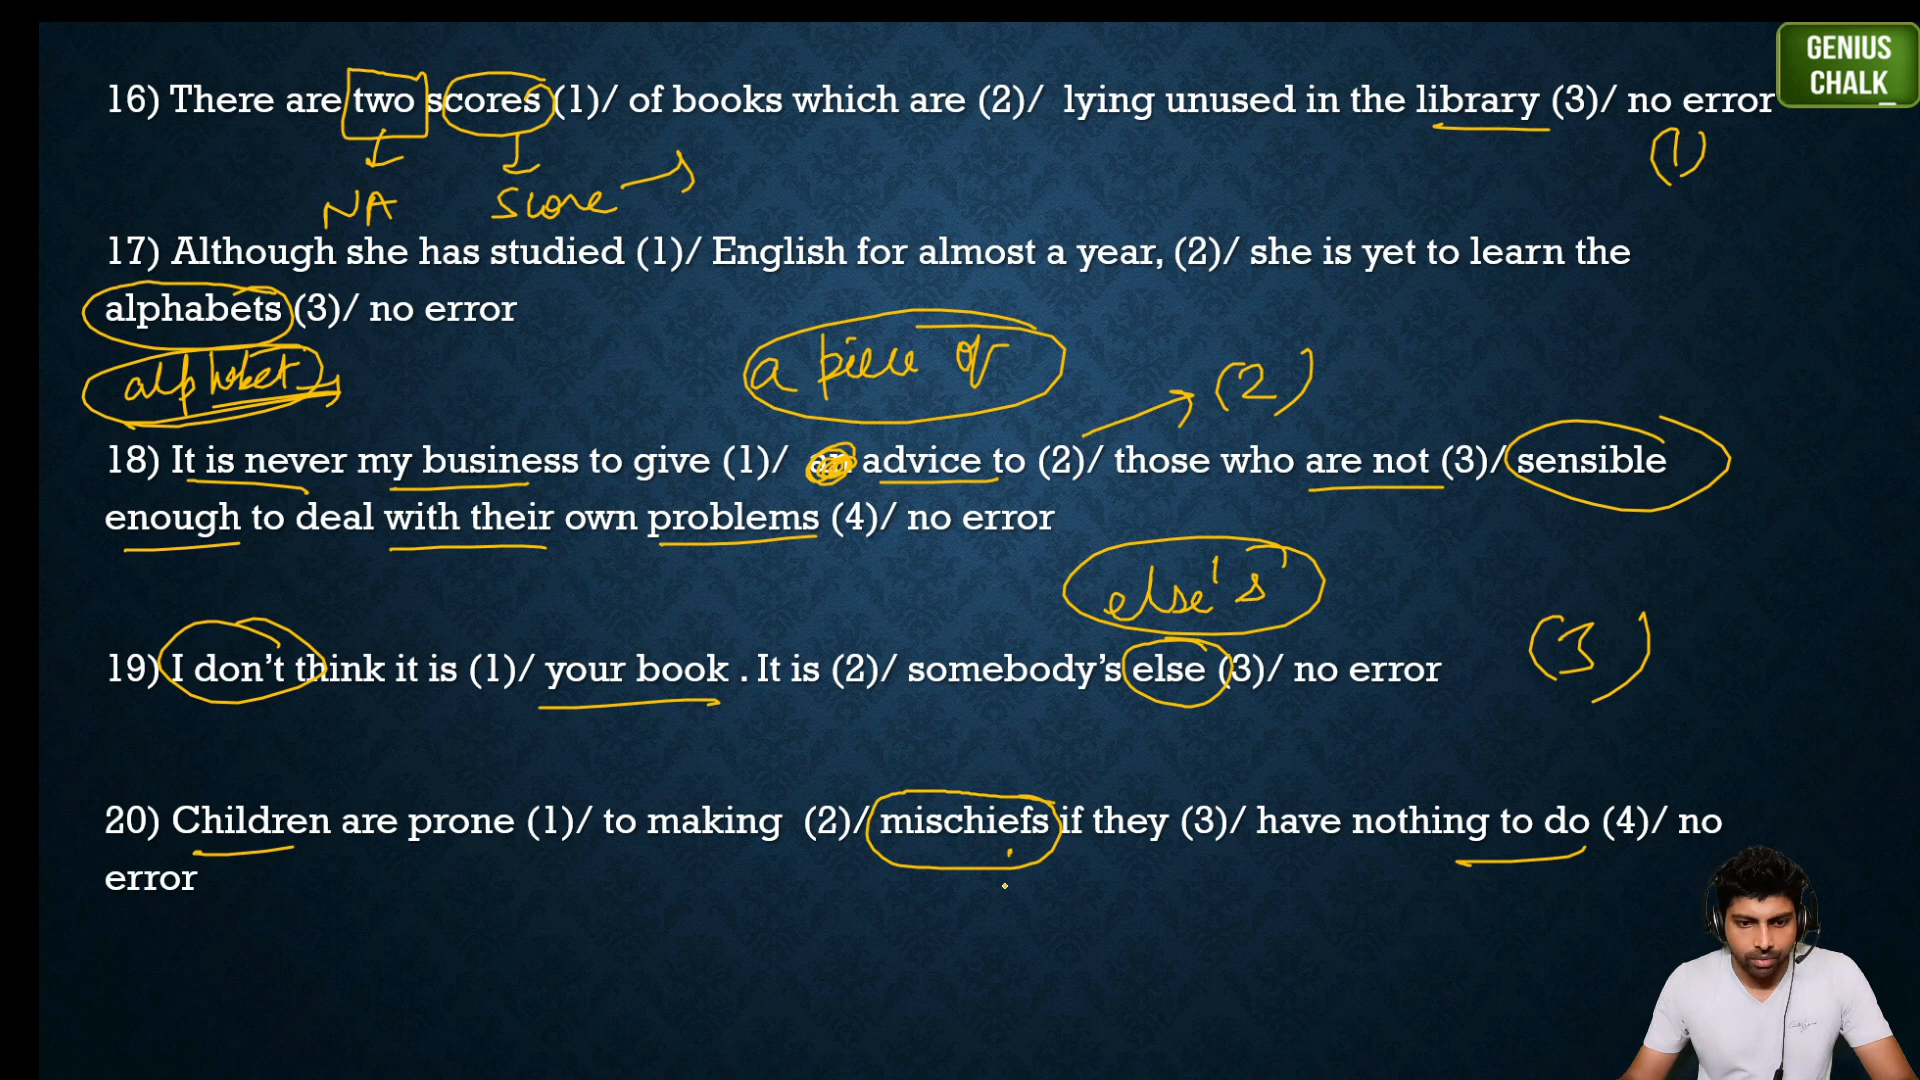 GENIUS
CHALK
16) There are two scores (1)/ of books which are (2)/ lying unused in the library (3)/ no error
(1)
NA score
17) Although she has studied (1)/ English for almost a year, (2)/ she is yet to learn the
alphabets (3)/ no error
alphabet
a piece of
(2)
18) It is never my business to give (1)/ an advice to (2)/ those who are not (3)/ sensible
enough to deal with their own problems (4)/ no error
else's
(3)
19) I don't think it is (1)/ your book . It is (2)/ somebody's else (3)/ no error
20) Children are prone (1)/ to making (2)/ mischiefs if they (3)/ have nothing to do (4)/ no
error